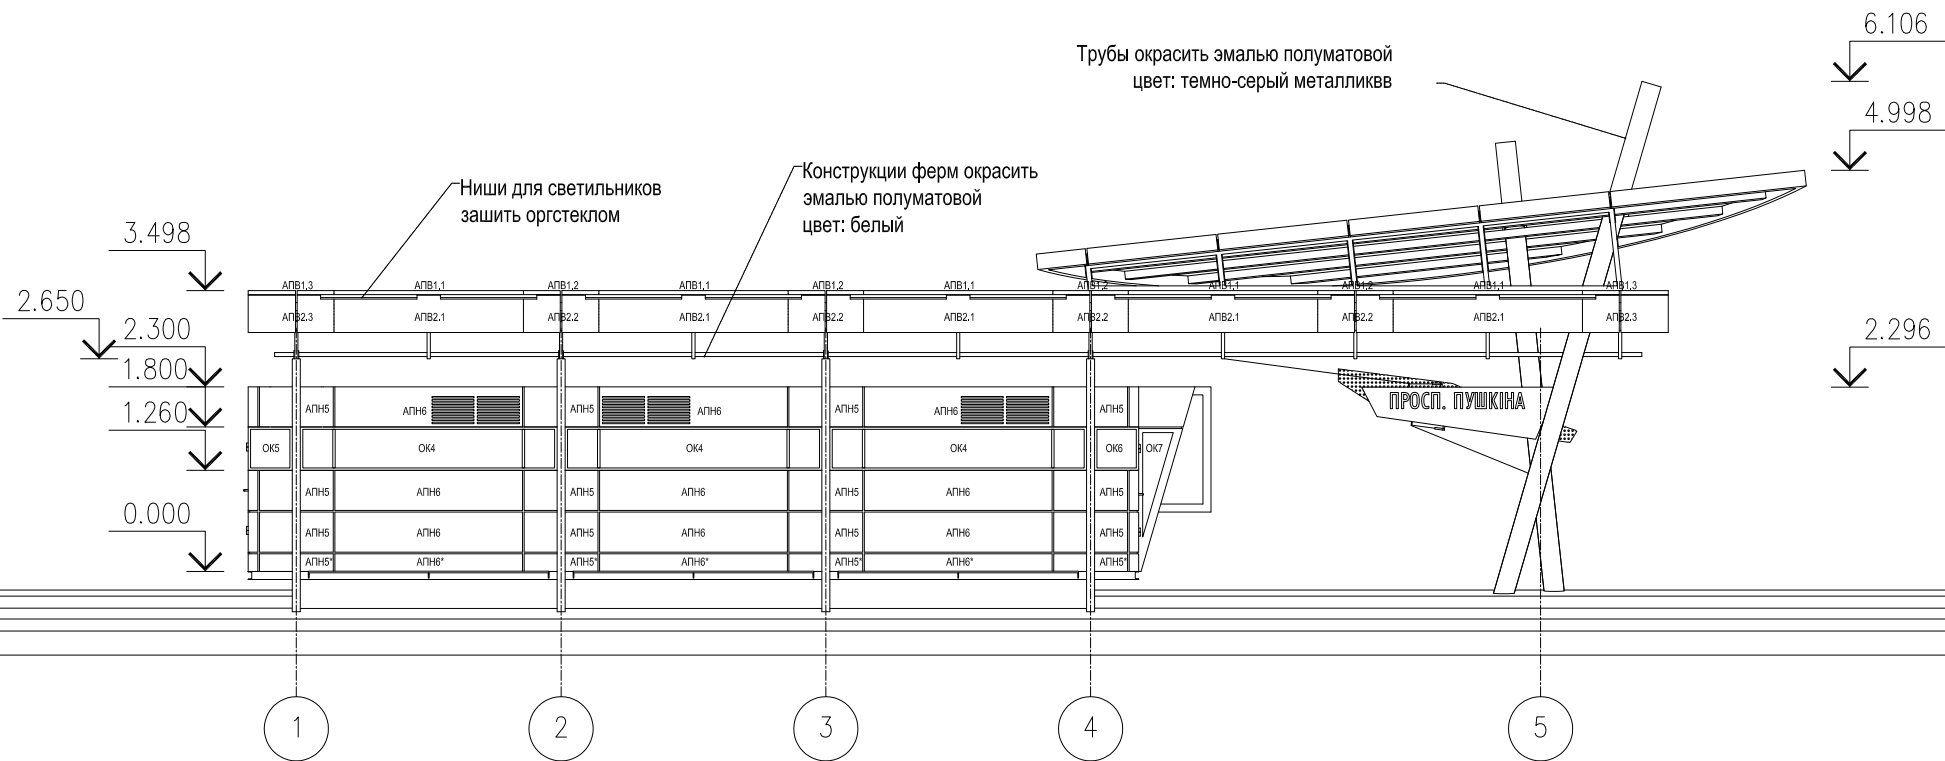 6.106
Трубы окрасить эмалью полуматовой
цвет: темно-серый металликвв
4.998
Конструкции ферм окрасить
эмалью полуматовой
цвет: белый
Ниши для светильников
зашить оргстеклом
3.498
АПВ1,3 АПВ1,1 АПВ1,2 АПВ1,1 АПВ1,2 АПВ1,1 АПВ1,2 АПВ1,1 АПВ1,2 АПВ1,1 АПВ1,3
2.650
АПВ2.3 АПВ2.1 АПВ2.2 АПВ2.1 АПВ2.2 АПВ2.1 АПВ2.2 АПВ2.1 АПВ2.2 АПВ2.1 АПВ2.3
2.300
2.296
1.800
ПРОСП. ПУШКІНА
1.260
АПН5 АПН6 АПН5 АПН6 АПН5 АПН6 АПН5
ОК5 ОК4 ОК4 ОК4 ОК6 ОК7
АПН5 АПН6 АПН5 АПН6 АПН5 АПН6 АПН5
0.000
АПН5 АПН6 АПН5 АПН6 АПН5 АПН6 АПН5
АПН5* АПН6* АПН5* АПН6* АПН5* АПН6* АПН5*
1 2 3 4 5